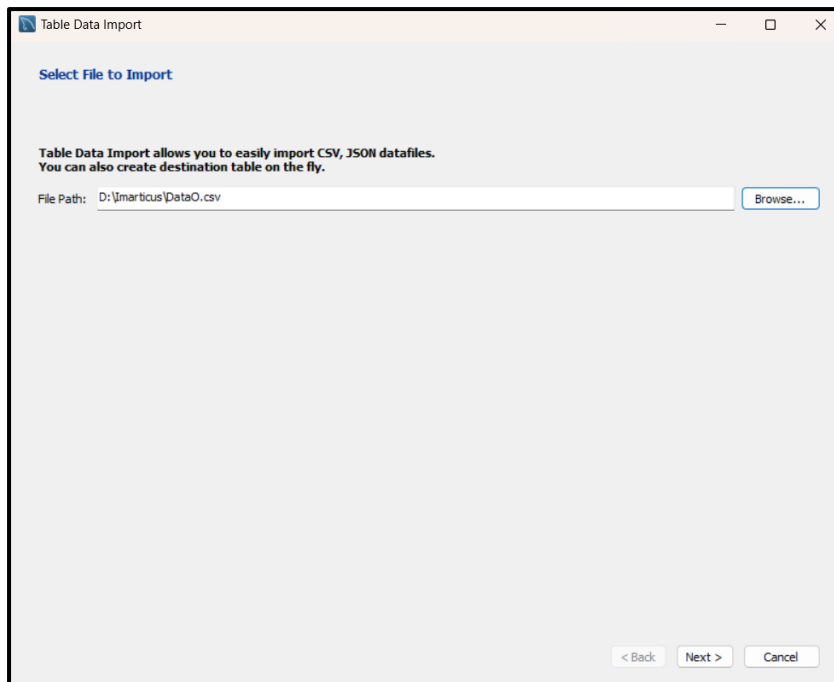 Table Data Import
Select File to Import
Table Data Import allows you to easily import CSV, JSON datafiles.
You can also create destination table on the fly.
File Path: D:\Imarticus\DataO.csv Browse...
< Back Next > Cancel